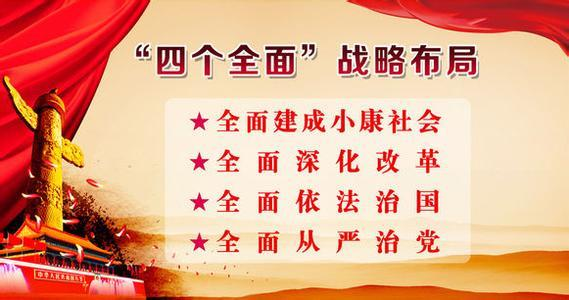 “四个全面”战略布局
★全面建成小康社会
★全面深化改革
★全面依法治国
★全面从严治党